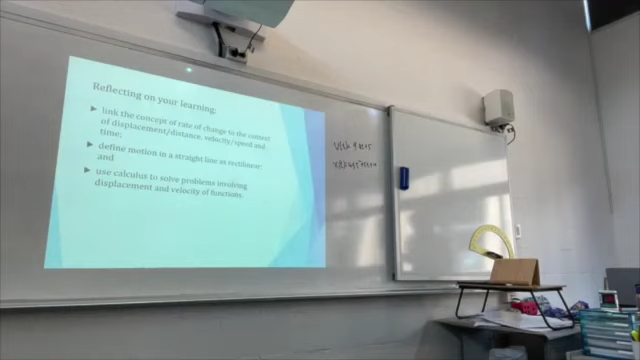 Reflecting on your learning:
link the concept of rate of change to the context
of displacement/distance, velocity/speed and
time;
define motion in a straight line as rectilinear;
and
use calculus to solve problems involving
displacement and velocity of functions.